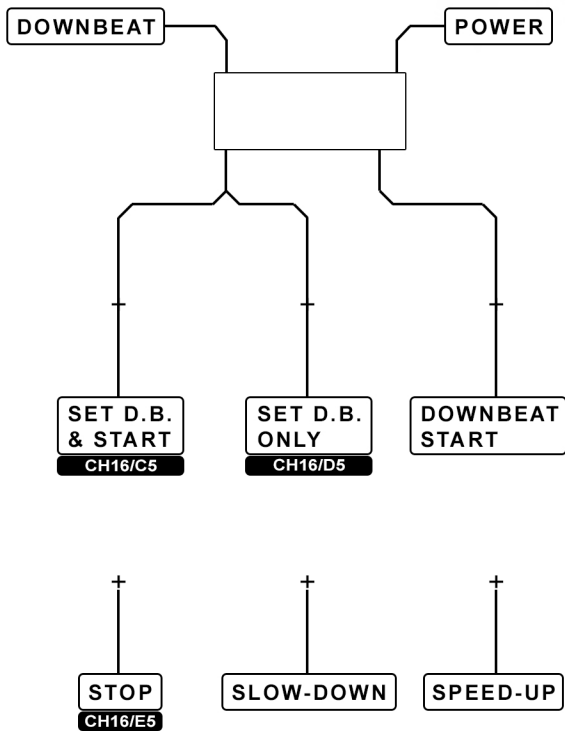 DOWNBEAT
POWER
SET D.B.
& START
CH16/C5
SET D.B.
ONLY
CH16/D5
DOWNBEAT
START
STOP
CH16/E5
SLOW-DOWN
SPEED-UP